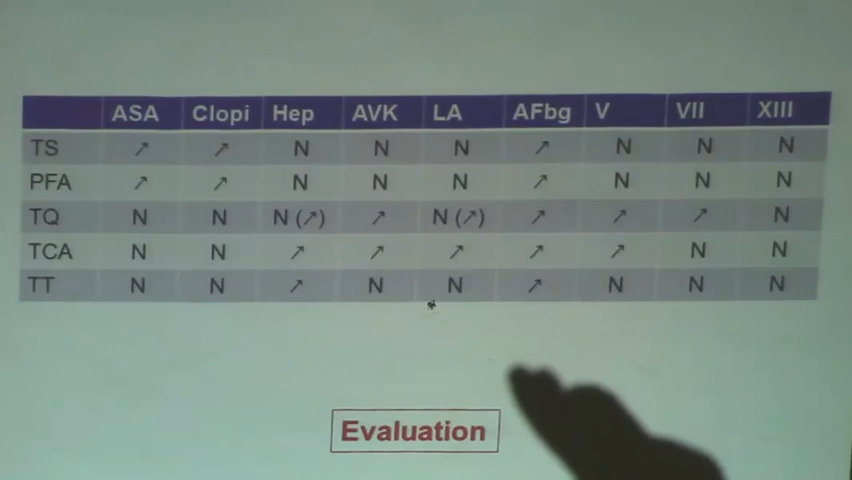 ASA Clopi Hep AVK LA AFbg V VII XIII
TS ↗ ↗ N N N ↗ N N N
PFA ↗ ↗ N N N ↗ N N N
TQ N N N (↗) ↗ N (↗) ↗ ↗ ↗ N
TCA N N ↗ ↗ ↗ ↗ ↗ N N
TT N N ↗ N N ↗ N N N
Evaluation